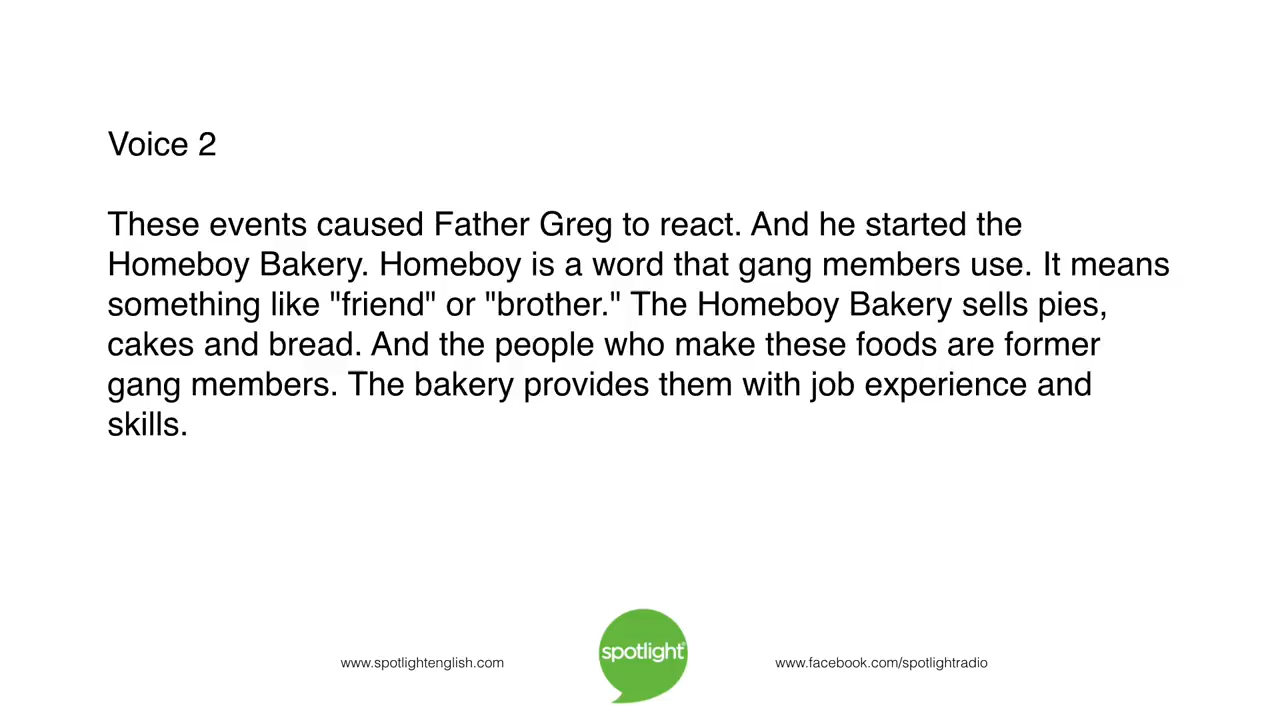 Voice 2
These events caused Father Greg to react. And he started the
Homeboy Bakery. Homeboy is a word that gang members use. It means
something like "friend" or "brother." The Homeboy Bakery sells pies,
cakes and bread. And the people who make these foods are former
gang members. The bakery provides them with job experience and
skills.
www.spotlightenglish.com
spotlight®
www.facebook.com/spotlightradio